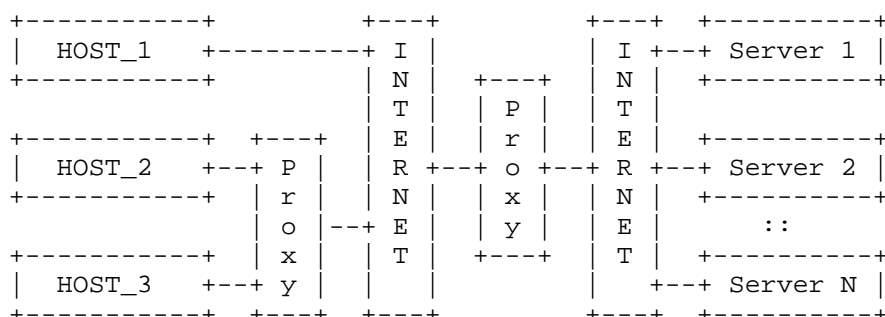 HOST_1
INTERNET
INTERNET
Server 1
Proxy
HOST_2
Proxy
Server 2
::
HOST_3
Server N